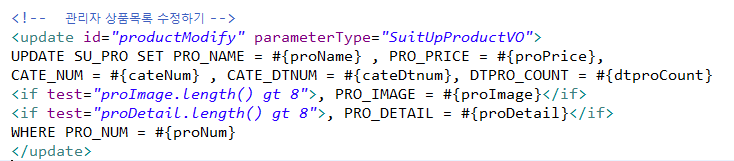 <!--  관리자 상품목록 수정하기 -->
<update id="productModify" parameterType="SuitUpProductVO">
UPDATE SU_PRO SET PRO_NAME = #{proName} , PRO_PRICE = #{proPrice},
CATE_NUM = #{cateNum} , CATE_DTNUM = #{cateDtnum}, DTPRO_COUNT = #{dtproCount}
<if test="proImage.length() gt 8">, PRO_IMAGE = #{proImage}</if>
<if test="proDetail.length() gt 8">, PRO_DETAIL = #{proDetail}</if>
WHERE PRO_NUM = #{proNum}
</update>